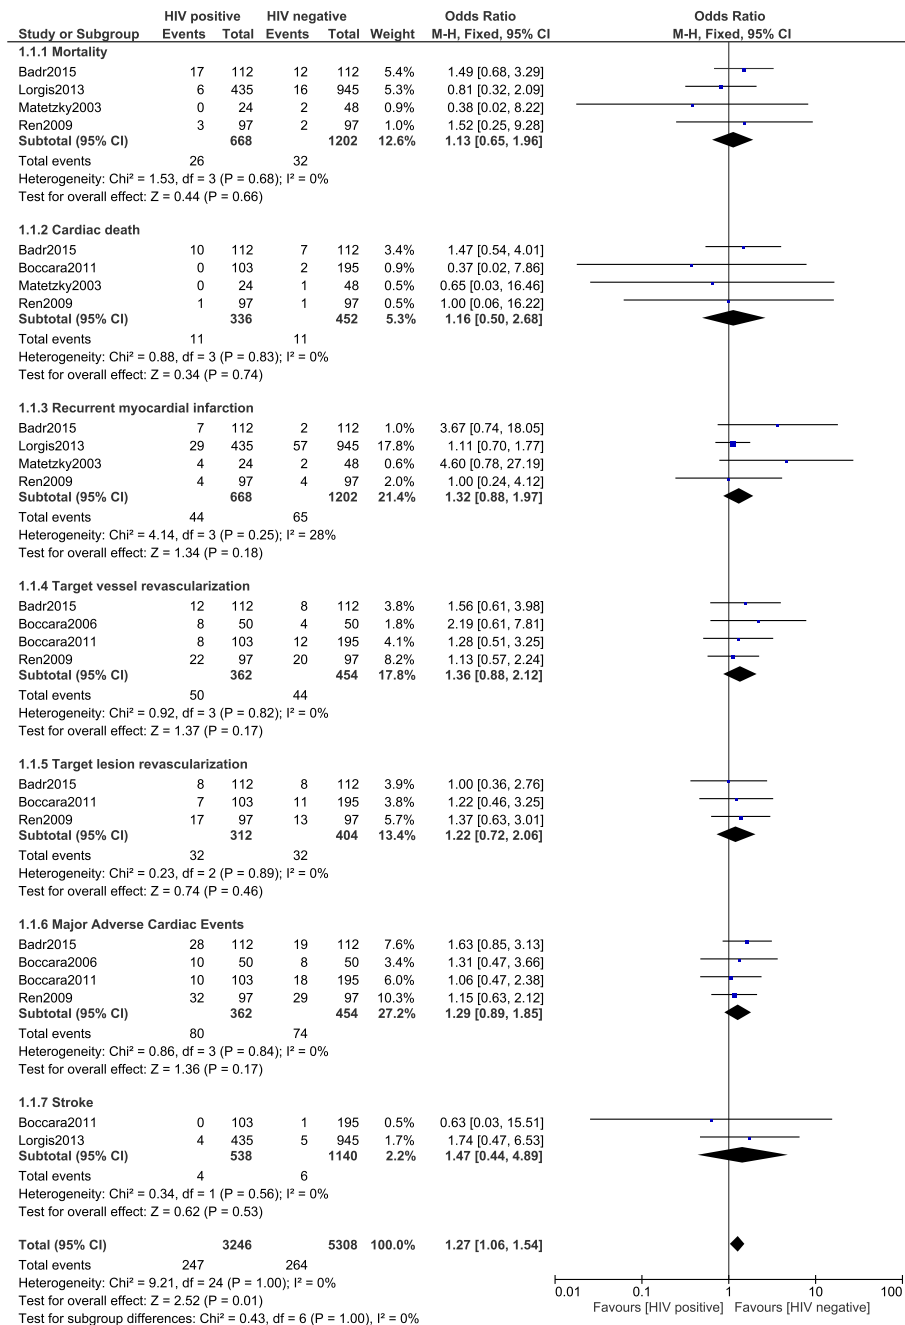 HIV positive HIV negative Odds Ratio Odds Ratio
Study or Subgroup Events Total Events Total Weight M-H, Fixed, 95% CI M-H, Fixed, 95% CI
1.1.1 Mortality
Badr2015 17 112 12 112 5.4% 1.49 [0.68, 3.29]
Lorgis2013 6 435 16 945 5.3% 0.81 [0.32, 2.09]
Matetzky2003 0 24 2 48 0.9% 0.38 [0.02, 8.22]
Ren2009 3 97 2 97 1.0% 1.52 [0.25, 9.28]
Subtotal (95% CI) 668 1202 12.6% 1.13 [0.65, 1.96]
Total events 26 32
Heterogeneity: Chi² = 1.53, df = 3 (P = 0.68); I² = 0%
Test for overall effect: Z = 0.44 (P = 0.66)
1.1.2 Cardiac death
Badr2015 10 112 7 112 3.4% 1.47 [0.54, 4.01]
Boccara2011 0 103 2 195 0.9% 0.37 [0.02, 7.86]
Matetzky2003 0 24 1 48 0.5% 0.65 [0.03, 16.46]
Ren2009 1 97 1 97 0.5% 1.00 [0.06, 16.22]
Subtotal (95% CI) 336 452 5.3% 1.16 [0.50, 2.68]
Total events 11 11
Heterogeneity: Chi² = 0.88, df = 3 (P = 0.83); I² = 0%
Test for overall effect: Z = 0.34 (P = 0.74)
1.1.3 Recurrent myocardial infarction
Badr2015 7 112 2 112 1.0% 3.67 [0.74, 18.05]
Lorgis2013 29 435 57 945 17.8% 1.11 [0.70, 1.77]
Matetzky2003 4 24 2 48 0.6% 4.60 [0.78, 27.19]
Ren2009 4 97 4 97 2.0% 1.00 [0.24, 4.12]
Subtotal (95% CI) 668 1202 21.4% 1.32 [0.88, 1.97]
Total events 44 65
Heterogeneity: Chi² = 4.14, df = 3 (P = 0.25); I² = 28%
Test for overall effect: Z = 1.34 (P = 0.18)
1.1.4 Target vessel revascularization
Badr2015 12 112 8 112 3.8% 1.56 [0.61, 3.98]
Boccara2006 8 50 4 50 1.8% 2.19 [0.61, 7.81]
Boccara2011 8 103 12 195 4.1% 1.28 [0.51, 3.25]
Ren2009 22 97 20 97 8.2% 1.13 [0.57, 2.24]
Subtotal (95% CI) 362 454 17.8% 1.36 [0.88, 2.12]
Total events 50 44
Heterogeneity: Chi² = 0.92, df = 3 (P = 0.82); I² = 0%
Test for overall effect: Z = 1.37 (P = 0.17)
1.1.5 Target lesion revascularization
Badr2015 8 112 8 112 3.9% 1.00 [0.36, 2.76]
Boccara2011 7 103 11 195 3.8% 1.22 [0.46, 3.25]
Ren2009 17 97 13 97 5.7% 1.37 [0.63, 3.01]
Subtotal (95% CI) 312 404 13.4% 1.22 [0.72, 2.06]
Total events 32 32
Heterogeneity: Chi² = 0.23, df = 2 (P = 0.89); I² = 0%
Test for overall effect: Z = 0.74 (P = 0.46)
1.1.6 Major Adverse Cardiac Events
Badr2015 28 112 19 112 7.6% 1.63 [0.85, 3.13]
Boccara2006 10 50 8 50 3.4% 1.31 [0.47, 3.66]
Boccara2011 10 103 18 195 6.0% 1.06 [0.47, 2.38]
Ren2009 32 97 29 97 10.3% 1.15 [0.63, 2.12]
Subtotal (95% CI) 362 454 27.2% 1.29 [0.89, 1.85]
Total events 80 74
Heterogeneity: Chi² = 0.86, df = 3 (P = 0.84); I² = 0%
Test for overall effect: Z = 1.36 (P = 0.17)
1.1.7 Stroke
Boccara2011 0 103 1 195 0.5% 0.63 [0.03, 15.51]
Lorgis2013 4 435 5 945 1.7% 1.74 [0.47, 6.53]
Subtotal (95% CI) 538 1140 2.2% 1.47 [0.44, 4.89]
Total events 4 6
Heterogeneity: Chi² = 0.34, df = 1 (P = 0.56); I² = 0%
Test for overall effect: Z = 0.62 (P = 0.53)
Total (95% CI) 3246 5308 100.0% 1.27 [1.06, 1.54]
Total events 247 264
Heterogeneity: Chi² = 9.21, df = 24 (P = 1.00); I² = 0%
Test for overall effect: Z = 2.52 (P = 0.01)
Test for subgroup differences: Chi² = 0.43, df = 6 (P = 1.00), I² = 0%
0.01 0.1 1 10 100
Favours [HIV positive] Favours [HIV negative]